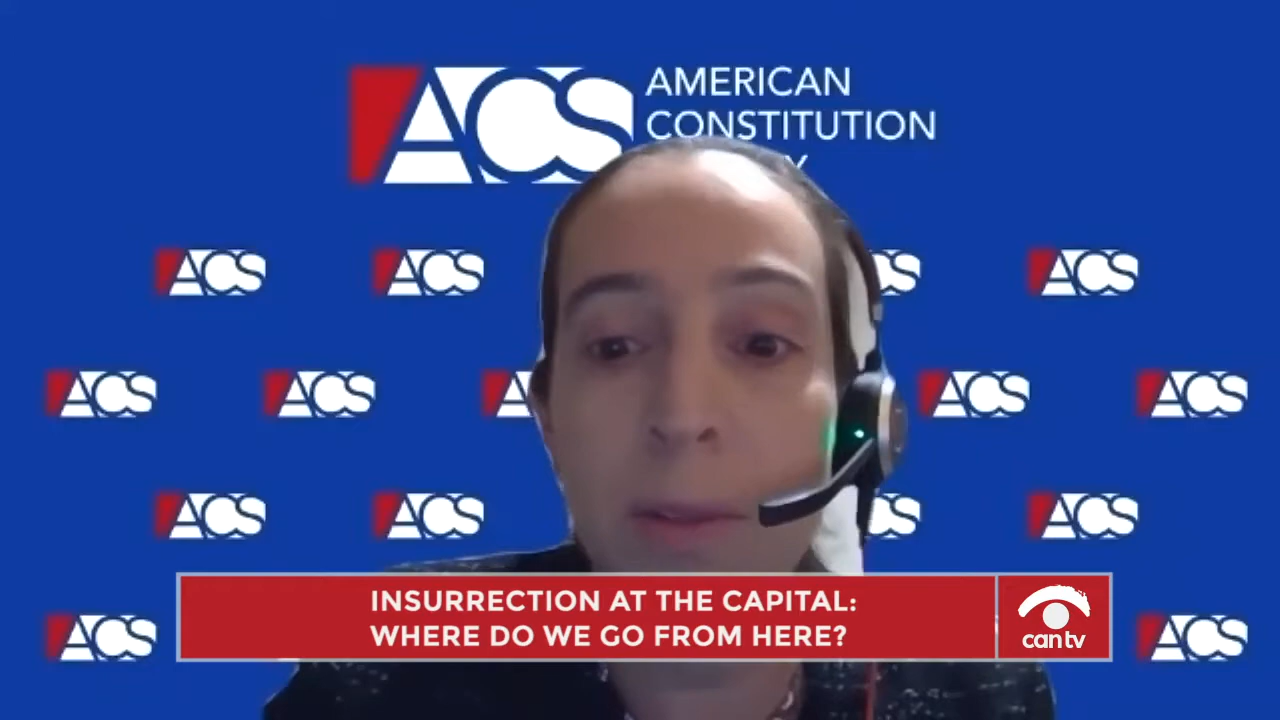 ACS
AMERICAN
CONSTITUTION
ACS ACS ACS ACS
ACS ACS ACS ACS
ACS ACS ACS ACS
INSURRECTION AT THE CAPITAL:
WHERE DO WE GO FROM HERE?
can tv
ACS ACS